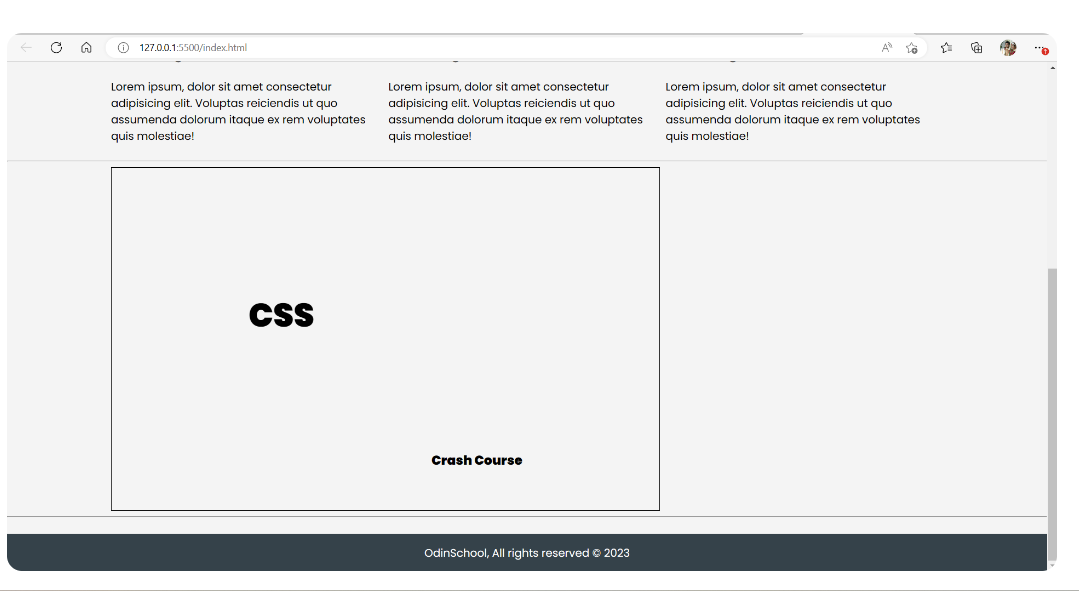 127.0.0.1:5500/index.html
Lorem ipsum, dolor sit amet consectetur
adipisicing elit. Voluptas reiciendis ut quo
assumenda dolorum itaque ex rem voluptates
quis molestiae!
Lorem ipsum, dolor sit amet consectetur
adipisicing elit. Voluptas reiciendis ut quo
assumenda dolorum itaque ex rem voluptates
quis molestiae!
Lorem ipsum, dolor sit amet consectetur
adipisicing elit. Voluptas reiciendis ut quo
assumenda dolorum itaque ex rem voluptates
quis molestiae!
CSS
Crash Course
OdinSchool, All rights reserved © 2023